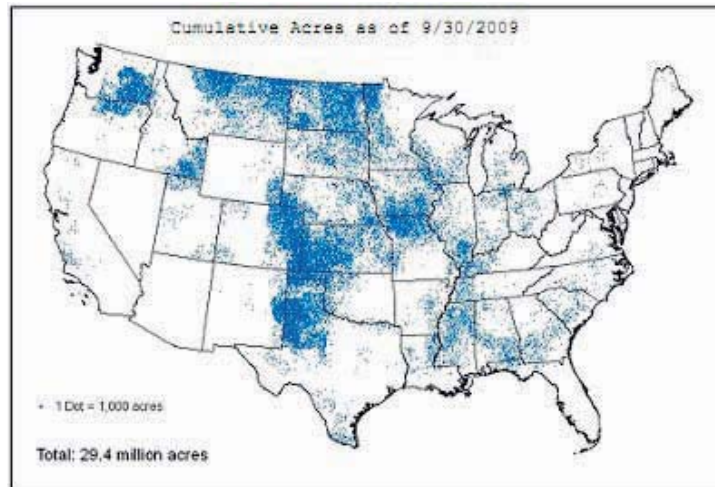 Cumulative Acres as of 9/30/2009
• 1 Dot = 1,000 acres
Total: 29.4 million acres